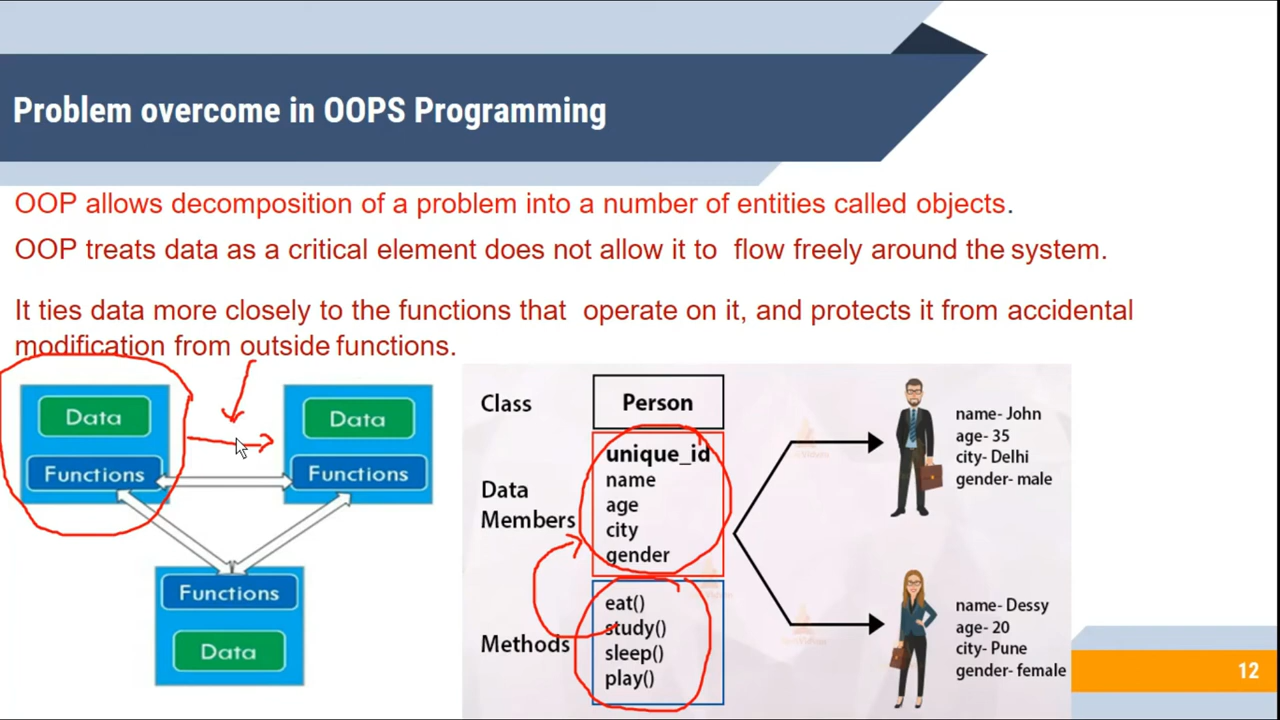 Problem overcome in OOPS Programming
OOP allows decomposition of a problem into a number of entities called objects.
OOP treats data as a critical element does not allow it to flow freely around the system.
It ties data more closely to the functions that operate on it, and protects it from accidental
modification from outside functions.
Data
Functions
Data
Functions
Functions
Data
Class
Person
Data
Members
unique_id
name
age
city
gender
Methods
eat()
study()
sleep()
play()
name- John
age- 35
city- Delhi
gender- male
name- Dessy
age- 20
city- Pune
gender- female
12